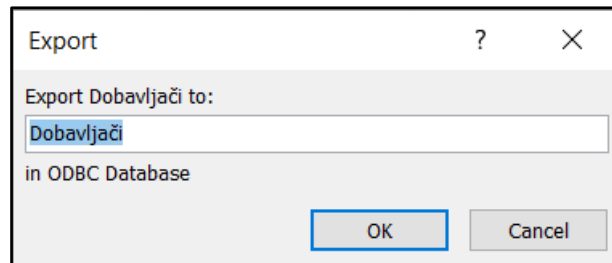 Export
Export Dobavljači to:
Dobavljači
in ODBC Database
OK Cancel